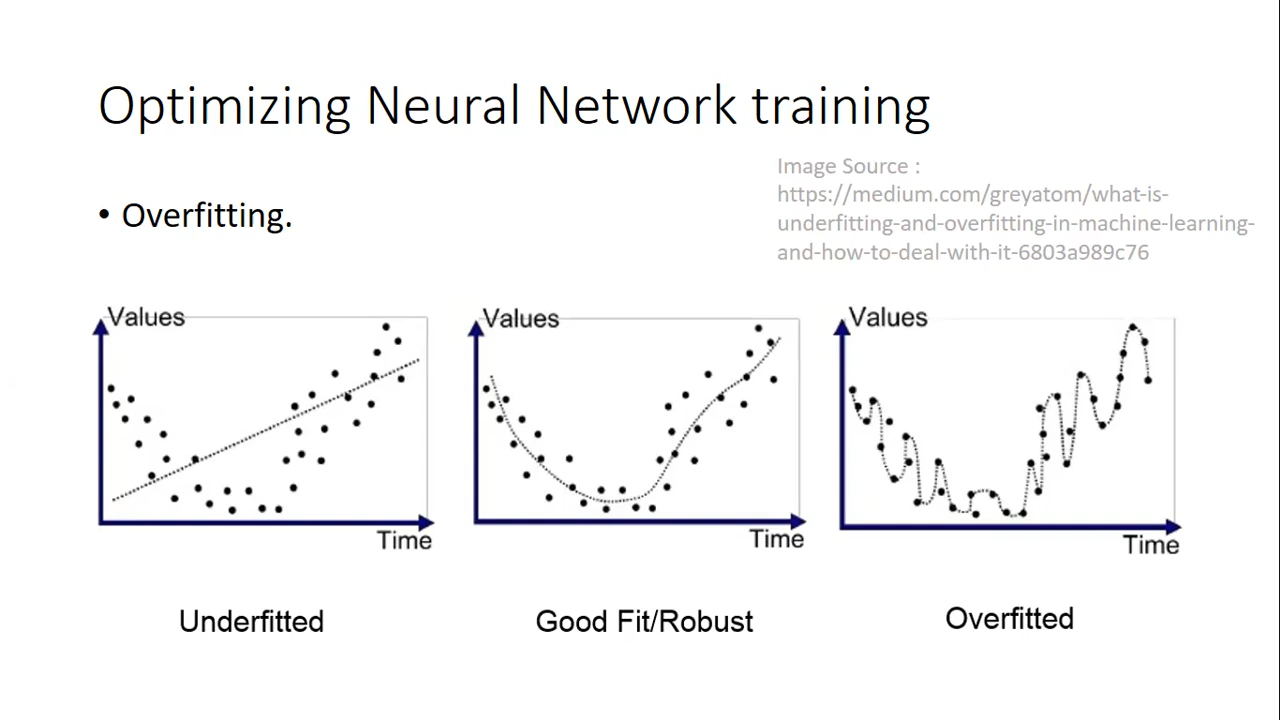 Optimizing Neural Network training
Image Source :
https://medium.com/greyatom/what-is-
underfitting-and-overfitting-in-machine-learning-
and-how-to-deal-with-it-6803a989c76
• Overfitting.
Values
Time
Underfitted
Values
Time
Good Fit/Robust
Values
Time
Overfitted